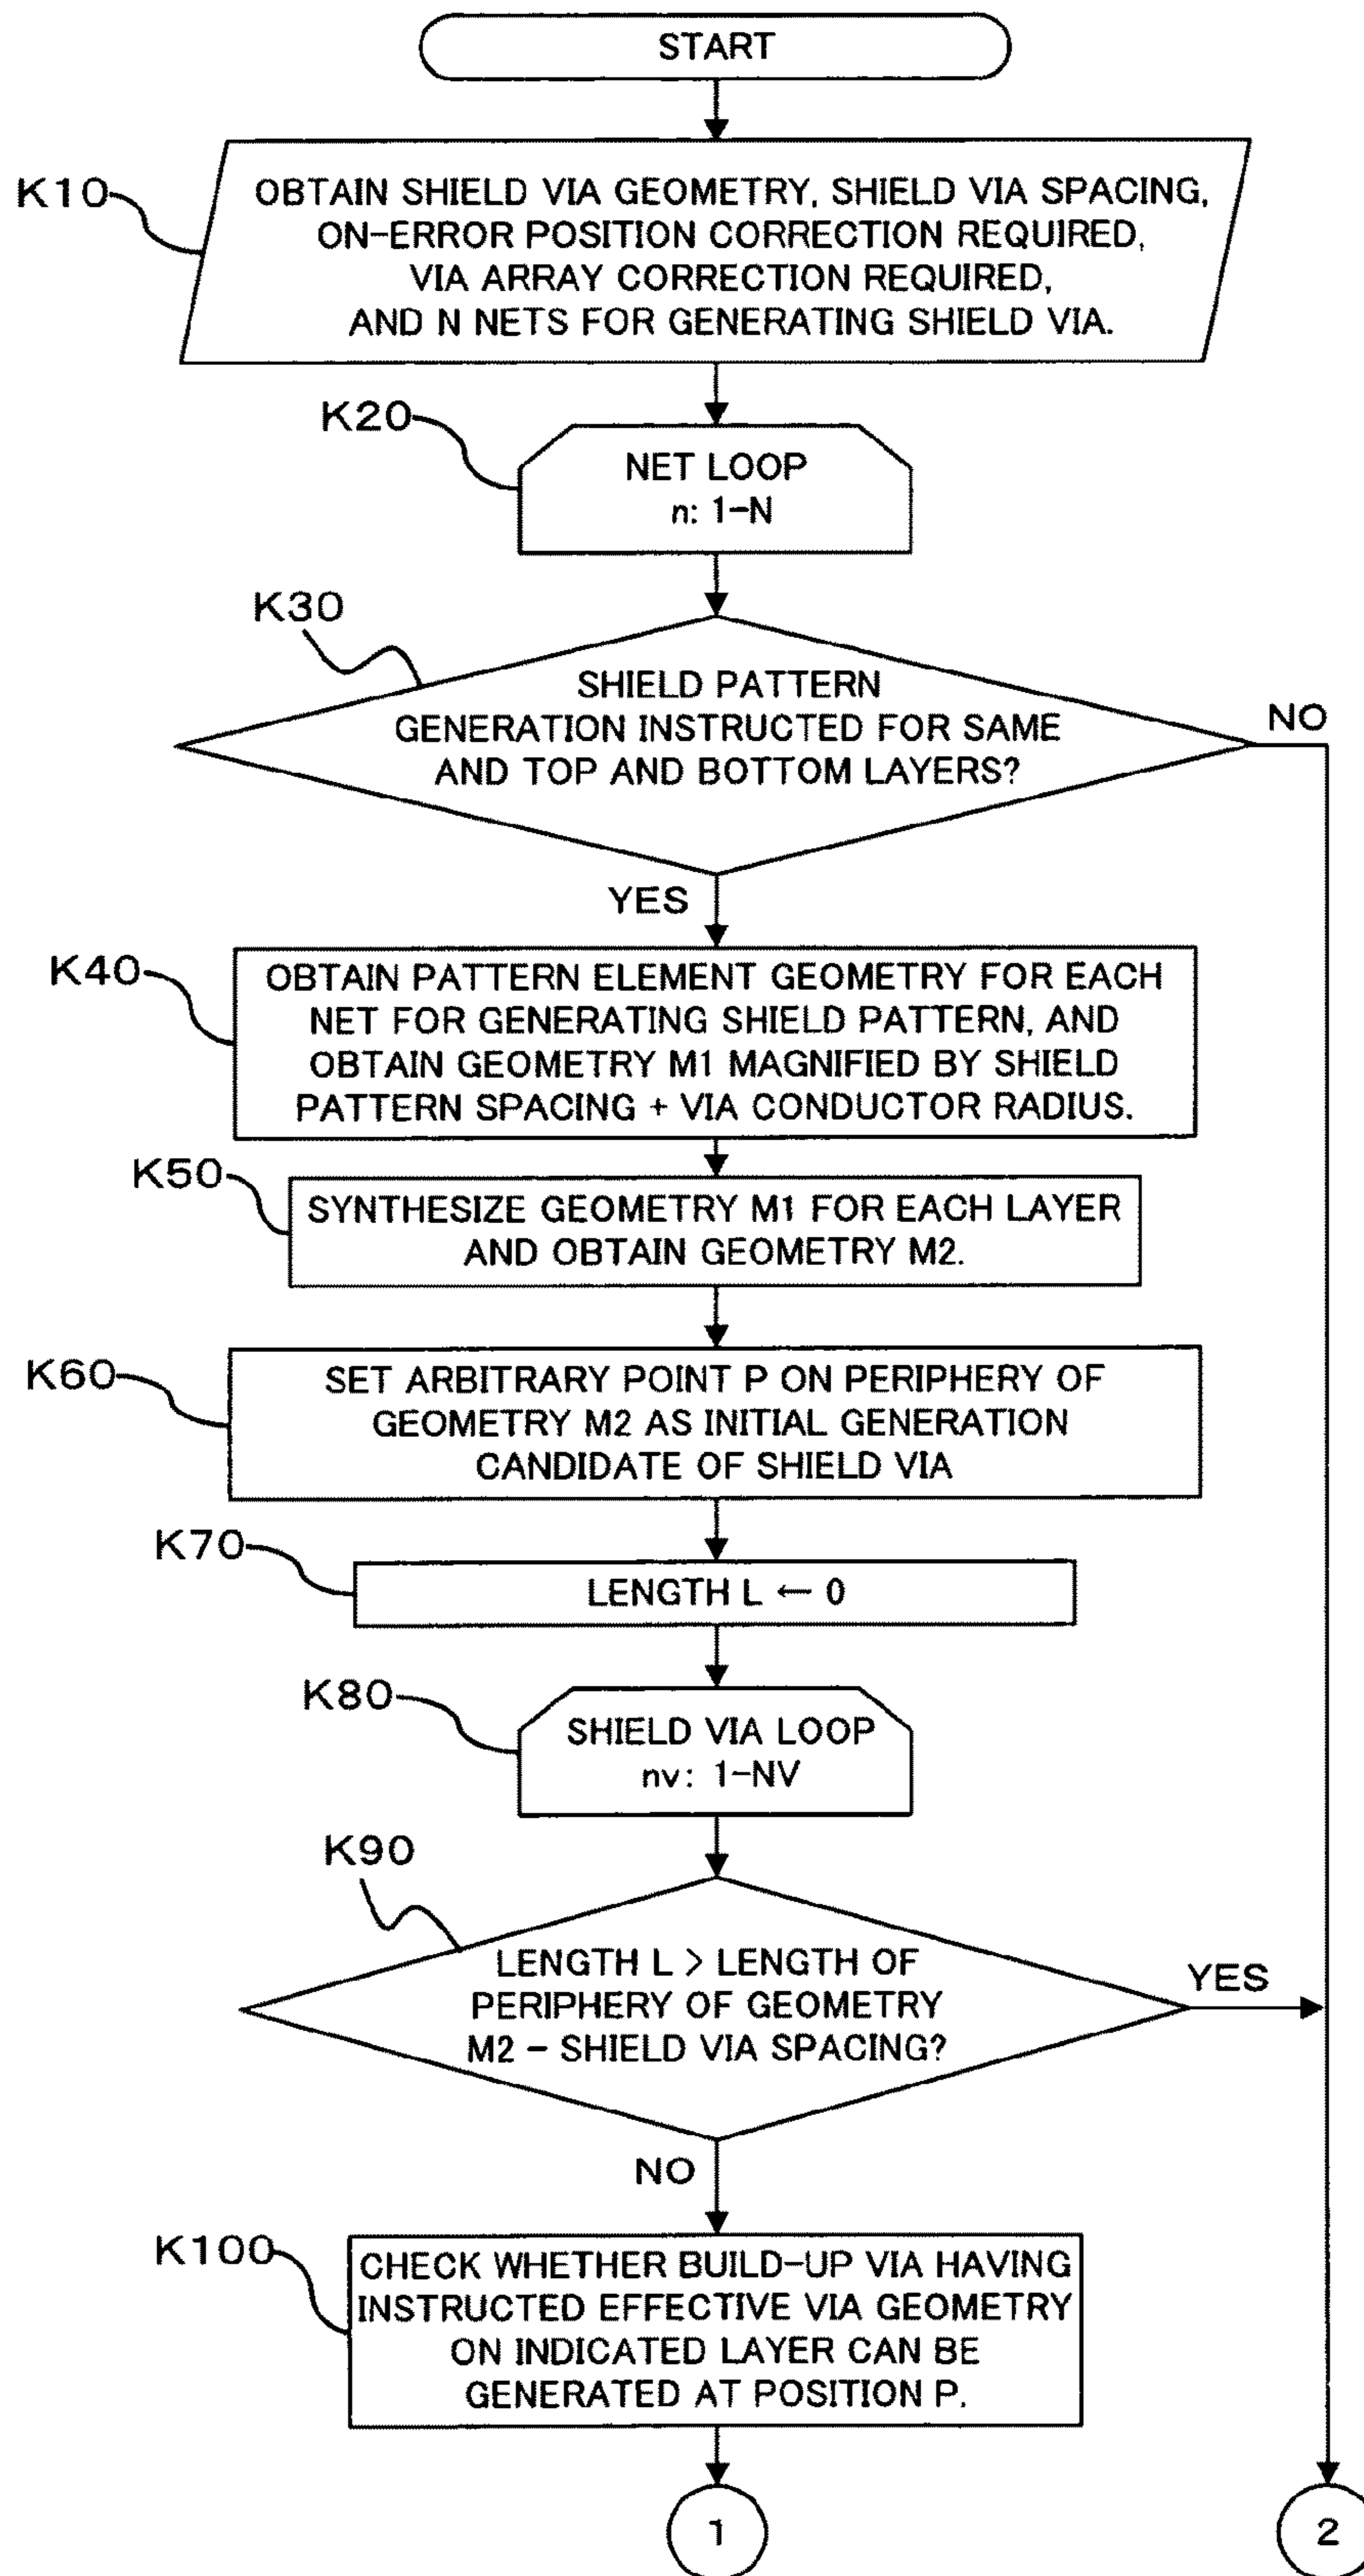 START
K10
OBTAIN SHIELD VIA GEOMETRY, SHIELD VIA SPACING,
ON-ERROR POSITION CORRECTION REQUIRED,
VIA ARRAY CORRECTION REQUIRED,
AND N NETS FOR GENERATING SHIELD VIA.
K20
NET LOOP
n: 1-N
K30
SHIELD PATTERN
GENERATION INSTRUCTED FOR SAME
AND TOP AND BOTTOM LAYERS?
NO
YES
K40
OBTAIN PATTERN ELEMENT GEOMETRY FOR EACH
NET FOR GENERATING SHIELD PATTERN, AND
OBTAIN GEOMETRY M1 MAGNIFIED BY SHIELD
PATTERN SPACING + VIA CONDUCTOR RADIUS.
K50
SYNTHESIZE GEOMETRY M1 FOR EACH LAYER
AND OBTAIN GEOMETRY M2.
K60
SET ARBITRARY POINT P ON PERIPHERY OF
GEOMETRY M2 AS INITIAL GENERATION
CANDIDATE OF SHIELD VIA
K70
LENGTH L ← 0
K80
SHIELD VIA LOOP
nv: 1-NV
K90
LENGTH L > LENGTH OF
PERIPHERY OF GEOMETRY
M2 - SHIELD VIA SPACING?
YES
NO
K100
CHECK WHETHER BUILD-UP VIA HAVING
INSTRUCTED EFFECTIVE VIA GEOMETRY
ON INDICATED LAYER CAN BE
GENERATED AT POSITION P.
1
2